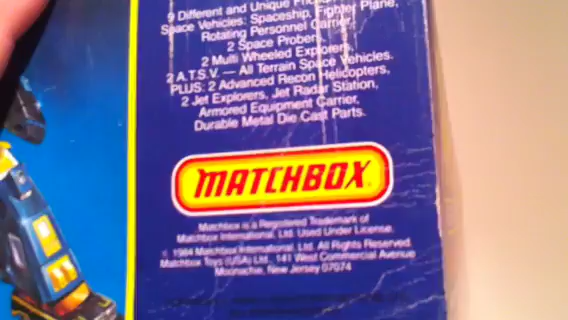 9 Different and Unique
Space Vehicles: Spaceship, Fighter Plane,
Rotating Personnel Carrier,
2 Space Probers,
2 Multi Wheeled Explorers,
2 A.T.S.V. — All Terrain Space Vehicles.
PLUS: 2 Advanced Recon Helicopters,
2 Jet Explorers, Jet Radar Station,
Armored Equipment Carrier,
Durable Metal Die Cast Parts.
MATCHBOX
Matchbox is a Registered Trademark of
Matchbox International, Ltd. Used Under License.
© 1984 Matchbox International, Ltd. All Rights Reserved.
Matchbox Toys (USA) Ltd., 141 West Commercial Avenue
Moonachie, New Jersey 07074